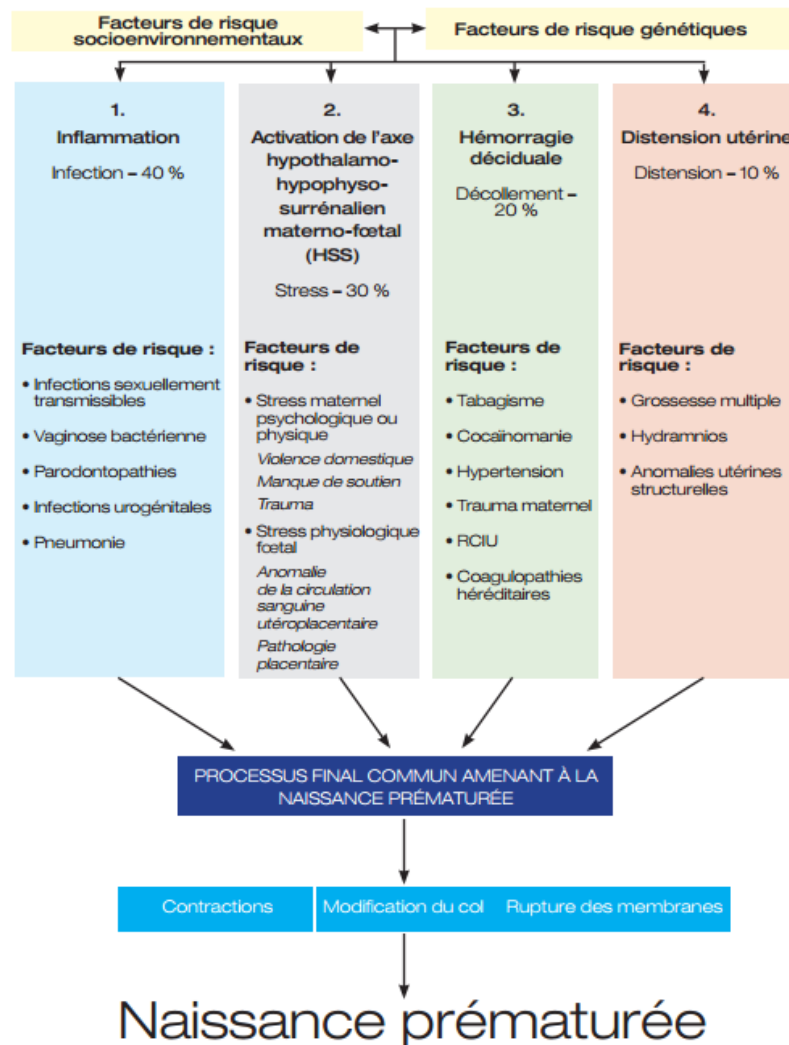 Facteurs de risque
socioenvironnementaux
Facteurs de risque génétiques
1.
Inflammation
Infection – 40 %
Facteurs de risque :
• Infections sexuellement
transmissibles
• Vaginose bactérienne
• Parodontopathies
• Infections urogénitales
• Pneumonie
2.
Activation de l'axe
hypothalamo-
hypophyso-
surrénalien
materno-fœtal
(HSS)
Stress – 30 %
Facteurs de
risque :
• Stress maternel
psychologique ou
physique
Violence domestique
Manque de soutien
Trauma
• Stress physiologique
fœtal
Anomalie
de la circulation
sanguine
utéroplacentaire
Pathologie
placentaire
3.
Hémorragie
déciduale
Décollement –
20 %
Facteurs de
risque :
• Tabagisme
• Cocaïnomanie
• Hypertension
• Trauma maternel
• RCIU
• Coagulopathies
héréditaires
4.
Distension utérine
Distension – 10 %
Facteurs de
risque :
• Grossesse multiple
• Hydramnios
• Anomalies utérines
structurelles
PROCESSUS FINAL COMMUN AMENANT À LA
NAISSANCE PRÉMATURÉE
Contractions
Modification du col
Rupture des membranes
Naissance prématurée